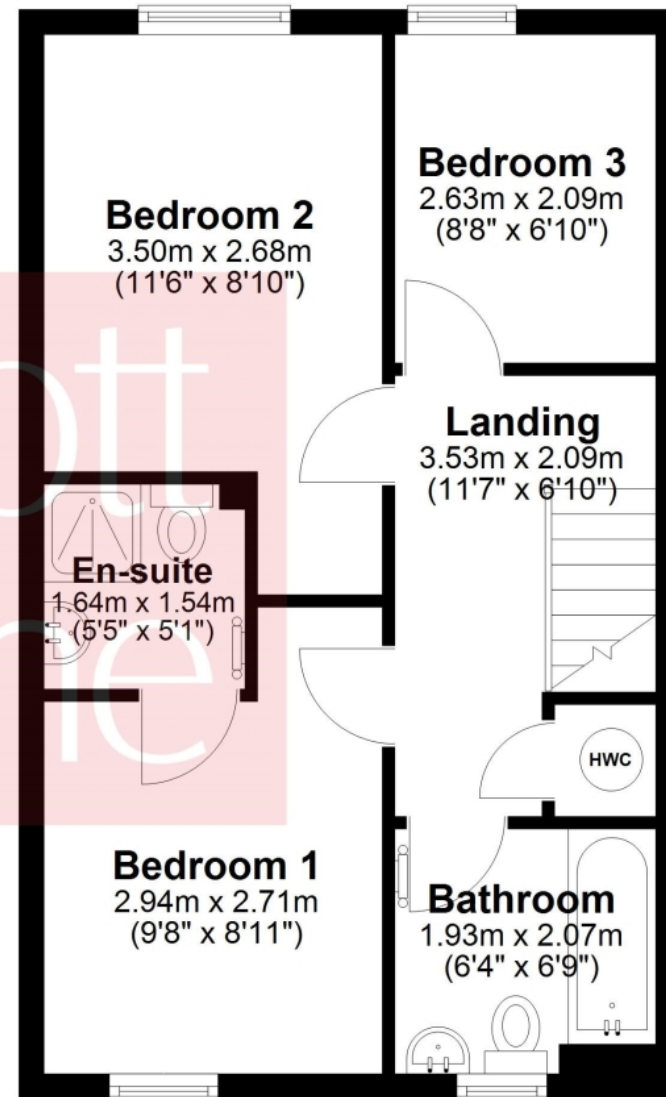 Bedroom 2
3.50m x 2.68m
(11'6" x 8'10")
Bedroom 3
2.63m x 2.09m
(8'8" x 6'10")
Landing
3.53m x 2.09m
(11'7" x 6'10")
En-suite
1.64m x 1.54m
(5'5" x 5'1")
HWC
Bedroom 1
2.94m x 2.71m
(9'8" x 8'11")
Bathroom
1.93m x 2.07m
(6'4" x 6'9")